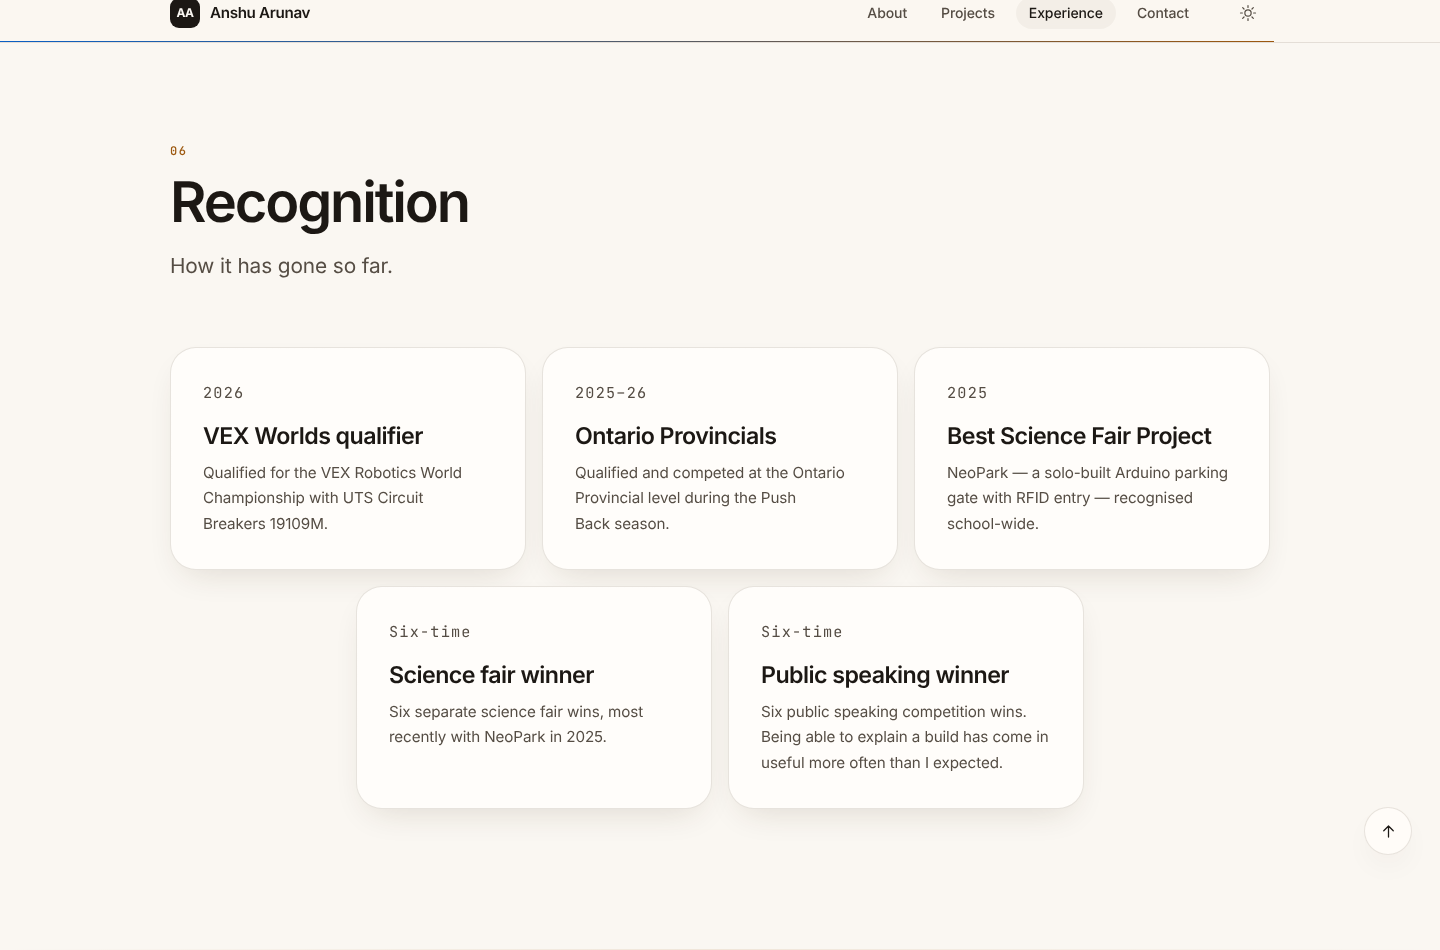 AA Anshu Arunav
About Projects Experience Contact
06
Recognition
How it has gone so far.
2026
VEX Worlds qualifier
Qualified for the VEX Robotics World
Championship with UTS Circuit
Breakers 19109M.
2025–26
Ontario Provincials
Qualified and competed at the Ontario
Provincial level during the Push
Back season.
2025
Best Science Fair Project
NeoPark — a solo-built Arduino parking
gate with RFID entry — recognised
school-wide.
Six-time
Science fair winner
Six separate science fair wins, most
recently with NeoPark in 2025.
Six-time
Public speaking winner
Six public speaking competition wins.
Being able to explain a build has come in
useful more often than I expected.